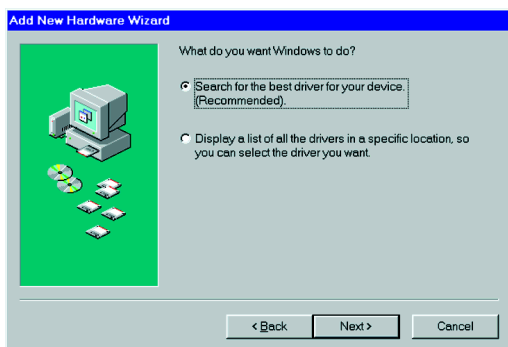 Add New Hardware Wizard
What do you want Windows to do?
Search for the best driver for your device.
(Recommended).
Display a list of all the drivers in a specific location, so
you can select the driver you want.
< Back
Next >
Cancel